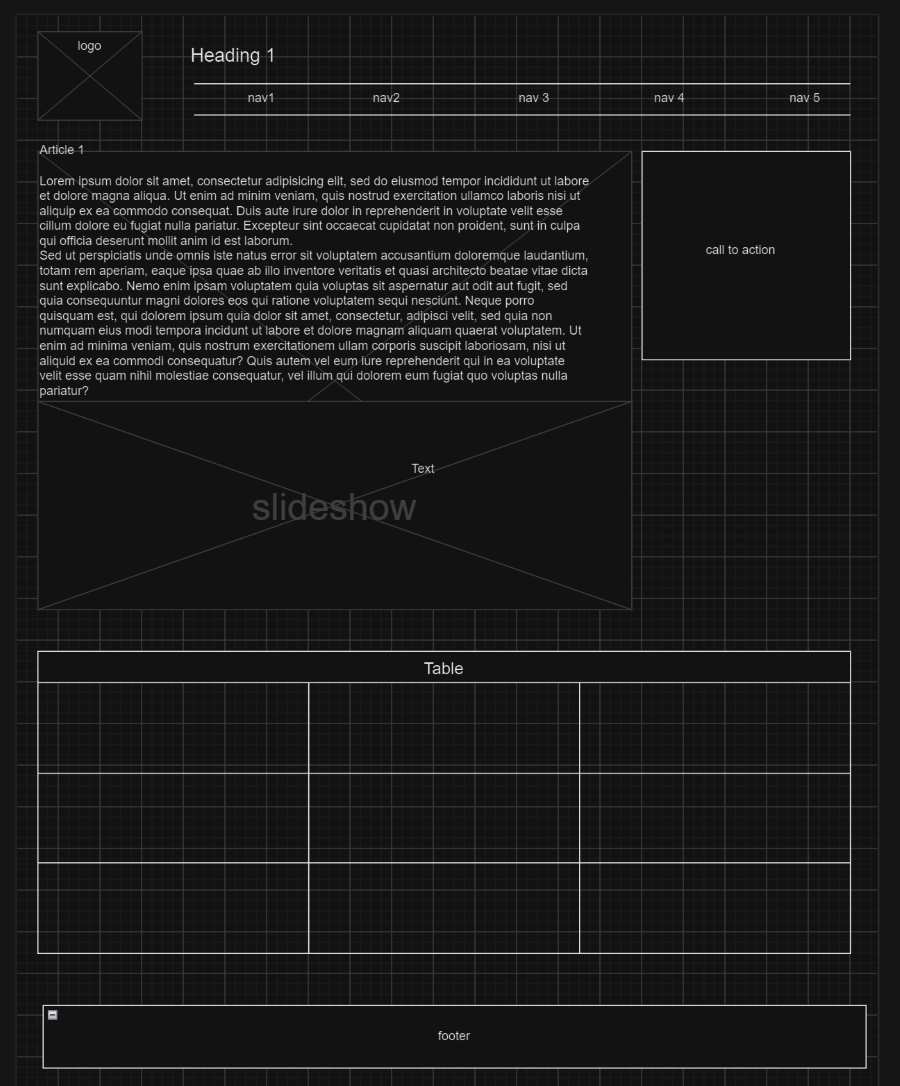 logo
Heading 1
nav1 nav2 nav 3 nav 4 nav 5
Article 1
Lorem ipsum dolor sit amet, consectetur adipisicing elit, sed do eiusmod tempor incididunt ut labore
et dolore magna aliqua. Ut enim ad minim veniam, quis nostrud exercitation ullamco laboris nisi ut
aliquip ex ea commodo consequat. Duis aute irure dolor in reprehenderit in voluptate velit esse
cillum dolore eu fugiat nulla pariatur. Excepteur sint occaecat cupidatat non proident, sunt in culpa
qui officia deserunt mollit anim id est laborum.
Sed ut perspiciatis unde omnis iste natus error sit voluptatem accusantium doloremque laudantium,
totam rem aperiam, eaque ipsa quae ab illo inventore veritatis et quasi architecto beatae vitae dicta
sunt explicabo. Nemo enim ipsam voluptatem quia voluptas sit aspernatur aut odit aut fugit, sed
quia consequuntur magni dolores eos qui ratione voluptatem sequi nesciunt. Neque porro
quisquam est, qui dolorem ipsum quia dolor sit amet, consectetur, adipisci velit, sed quia non
numquam eius modi tempora incidunt ut labore et dolore magnam aliquam quaerat voluptatem. Ut
enim ad minima veniam, quis nostrum exercitationem ullam corporis suscipit laboriosam, nisi ut
aliquid ex ea commodi consequatur? Quis autem vel eum iure reprehenderit qui in ea voluptate
velit esse quam nihil molestiae consequatur, vel illum qui dolorem eum fugiat quo voluptas nulla
pariatur?
call to action
Text
slideshow
Table
footer